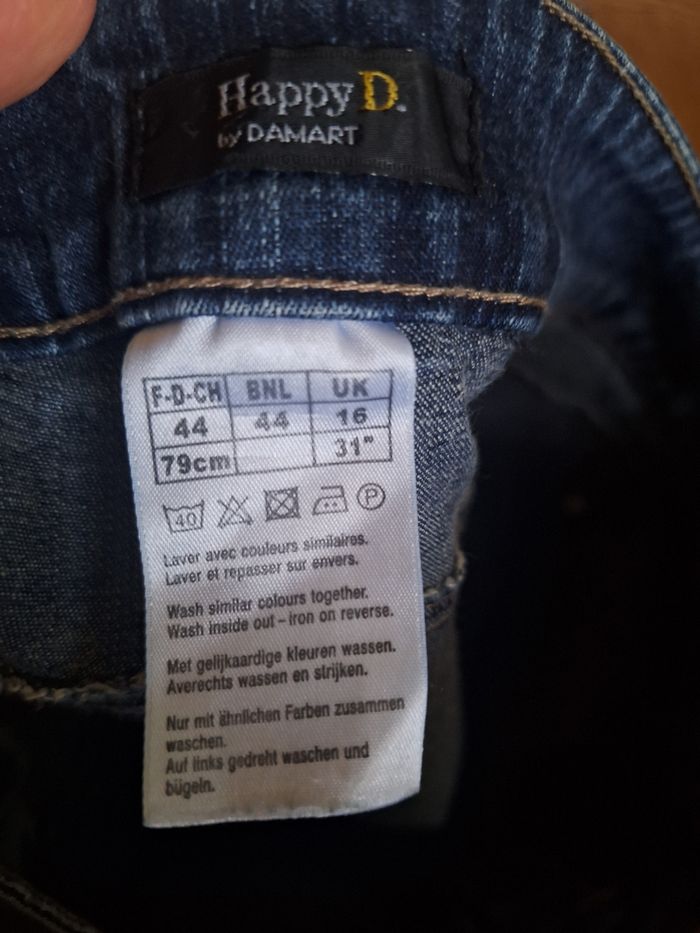 Happy D.
by DAMART
F-D-CH BNL UK
44 44 16
79cm 31"
40 P
Laver avec couleurs similaires.
Laver et repasser sur envers.
Wash similar colours together.
Wash inside out – iron on reverse.
Met gelijkaardige kleuren wassen.
Averechts wassen en strijken.
Nur mit ähnlichen Farben zusammen
waschen.
Auf links gedreht waschen und
bügeln.